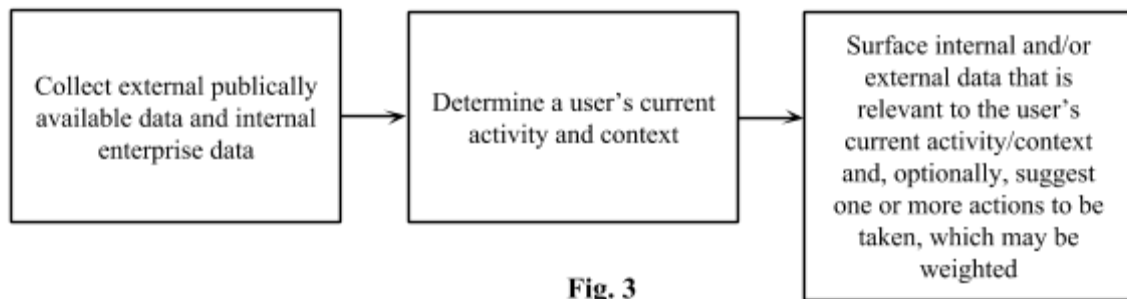 Collect external publically
available data and internal
enterprise data
Determine a user's current
activity and context
Surface internal and/or
external data that is
relevant to the user's
current activity/context
and, optionally, suggest
one or more actions to be
taken, which may be
weighted
Fig. 3